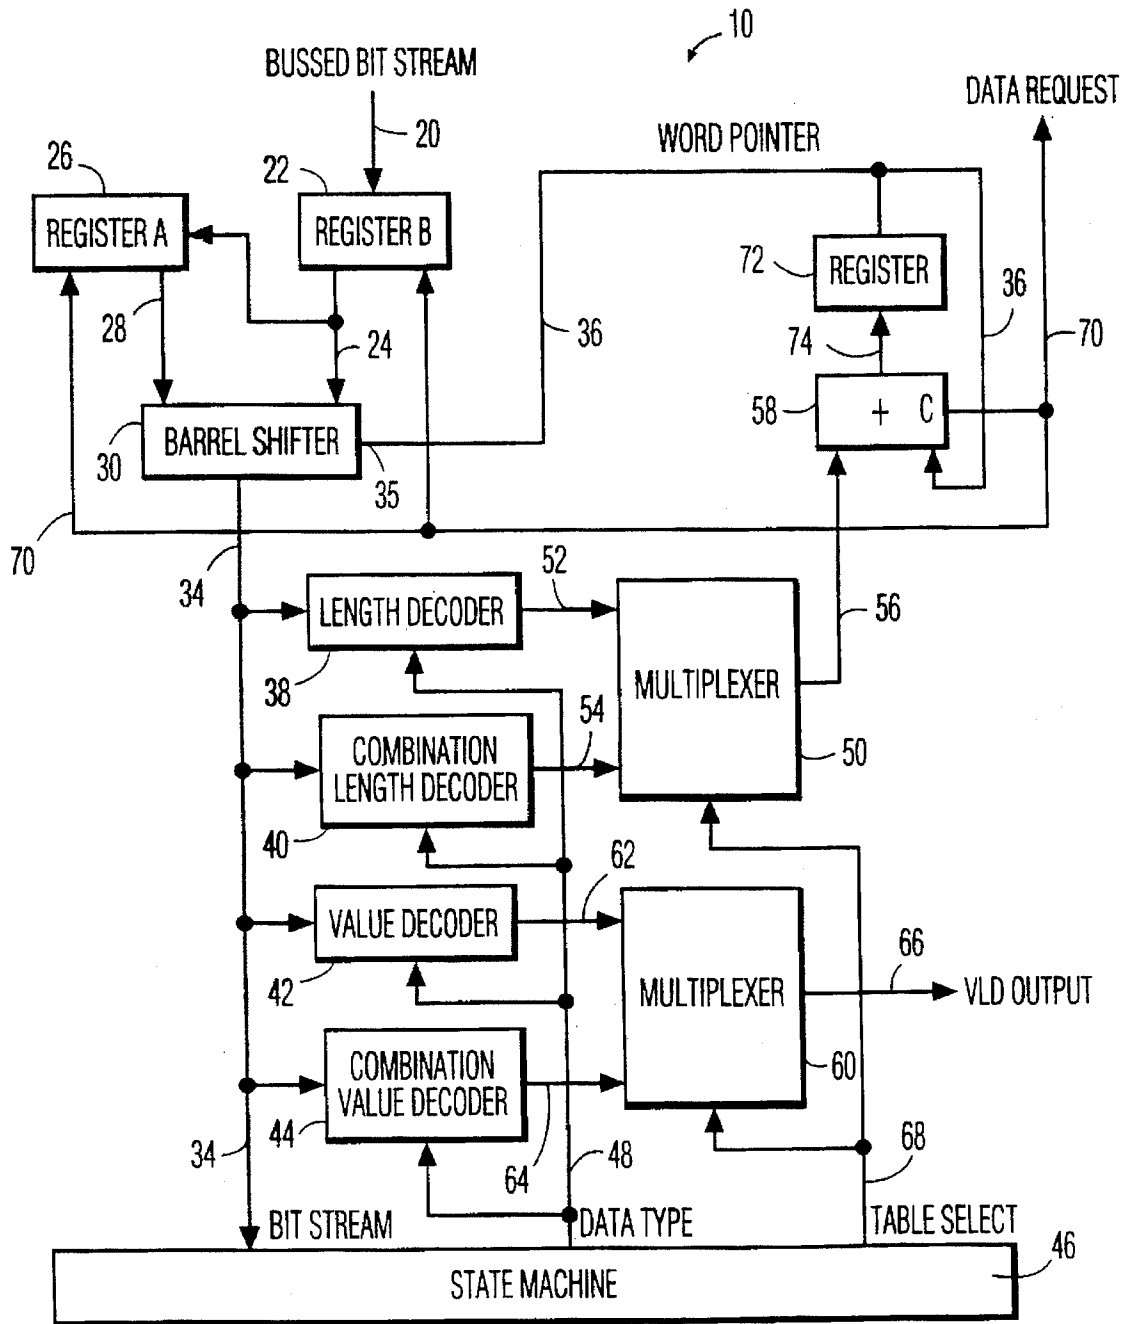 10
BUSSED BIT STREAM
DATA REQUEST
20
WORD POINTER
26
22
REGISTER A
REGISTER B
72
REGISTER
28
24
36
74
36
70
58
+ C
30
BARREL SHIFTER
35
70
34
52
56
LENGTH DECODER
38
MULTIPLEXER
54
COMBINATION
LENGTH DECODER
50
40
62
VALUE DECODER
42
MULTIPLEXER
66
VLD OUTPUT
COMBINATION
VALUE DECODER
60
44
34
64
48
68
BIT STREAM
DATA TYPE
TABLE SELECT
46
STATE MACHINE